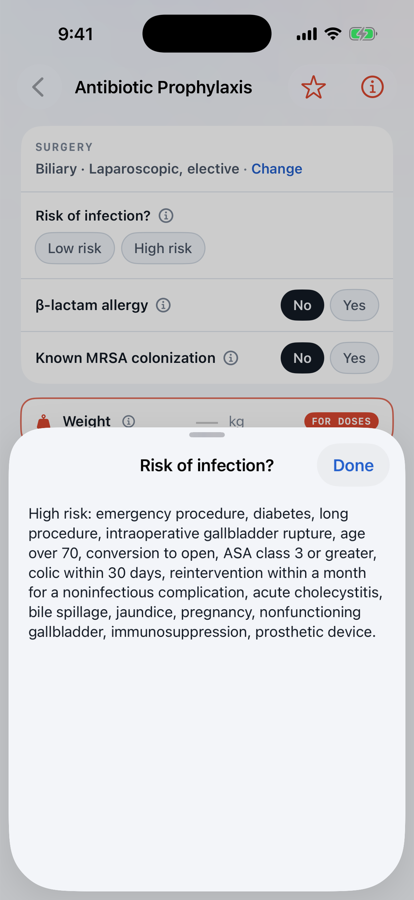 9:41
Antibiotic Prophylaxis
SURGERY
Biliary · Laparoscopic, elective · Change
Risk of infection?
Low risk
High risk
β-lactam allergy
No
Yes
Known MRSA colonization
No
Yes
Weight
kg
FOR DOSES
Risk of infection?
Done
High risk: emergency procedure, diabetes, long
procedure, intraoperative gallbladder rupture, age
over 70, conversion to open, ASA class 3 or greater,
colic within 30 days, reintervention within a month
for a noninfectious complication, acute cholecystitis,
bile spillage, jaundice, pregnancy, nonfunctioning
gallbladder, immunosuppression, prosthetic device.